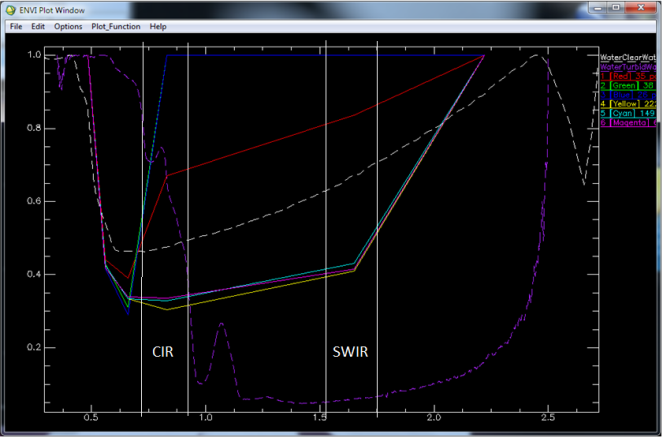 ENVI Plot Window
File Edit Options Plot_Function Help
WaterClearWat
WaterTurbidWa
1 [Red] 35 p
2 [Green] 38
4 [Yellow] 22
5 [Cyan] 149
6 [Magenta]
1.0
0.8
0.6
0.4
0.2
CIR
SWIR
0.5 1.0 1.5 2.0 2.5